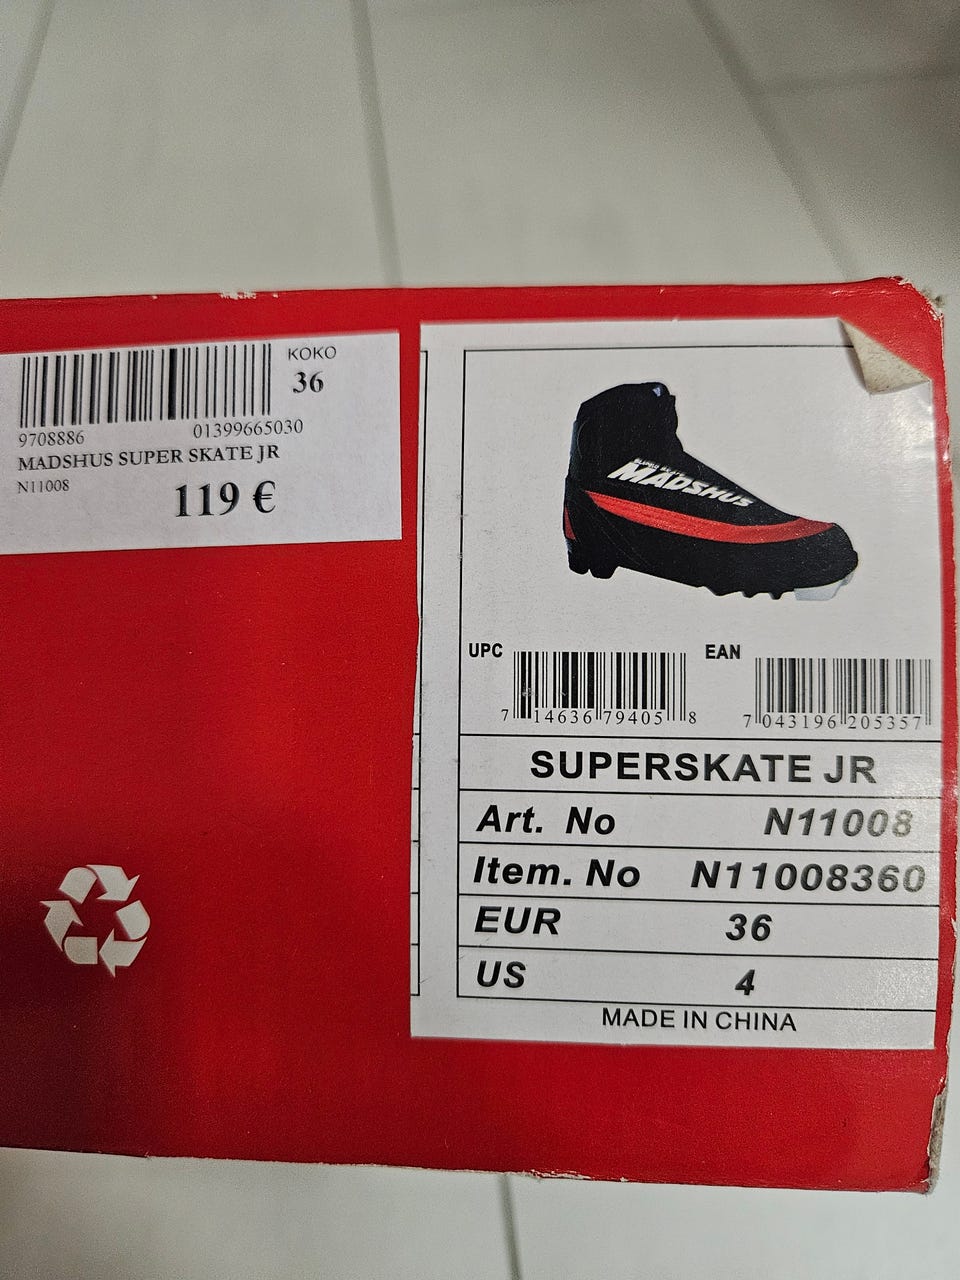 KOKO
36
9708886 01399665030
MADSHUS SUPER SKATE JR
N11008
119 €
MADSHUS
UPC
7 14636 79405 8
EAN
7 043196 205357
SUPERSKATE JR
Art. No N11008
Item. No N11008360
EUR 36
US 4
MADE IN CHINA